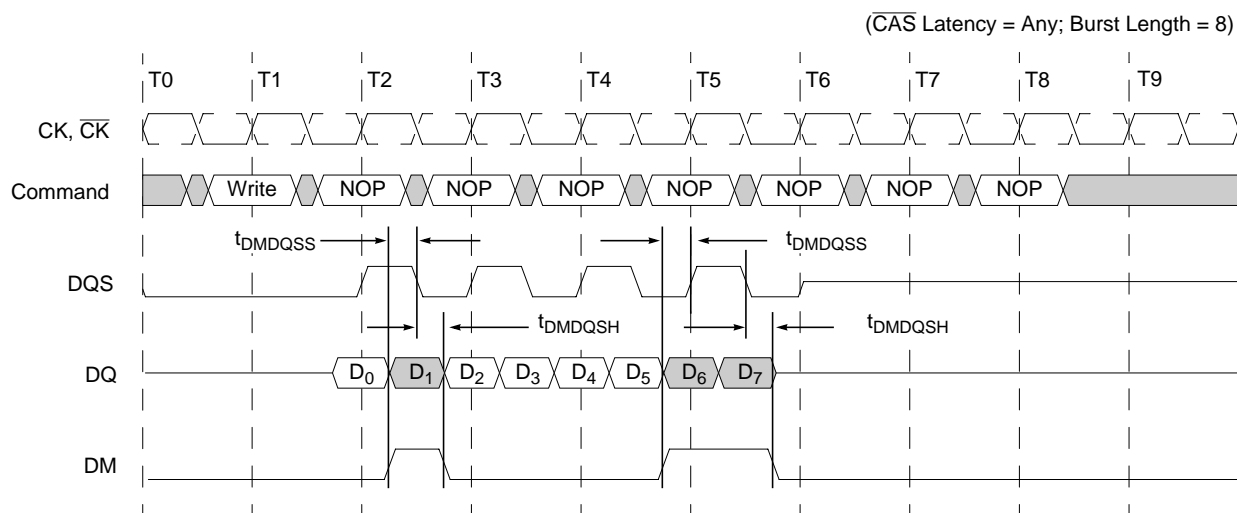 (C̅A̅S̅ Latency = Any; Burst Length = 8)
T0 T1 T2 T3 T4 T5 T6 T7 T8 T9
CK, C̅K̅
Command Write NOP NOP NOP NOP NOP NOP NOP
tDMDQSS tDMDQSS
DQS
tDMDQSH tDMDQSH
DQ D0 D1 D2 D3 D4 D5 D6 D7
DM